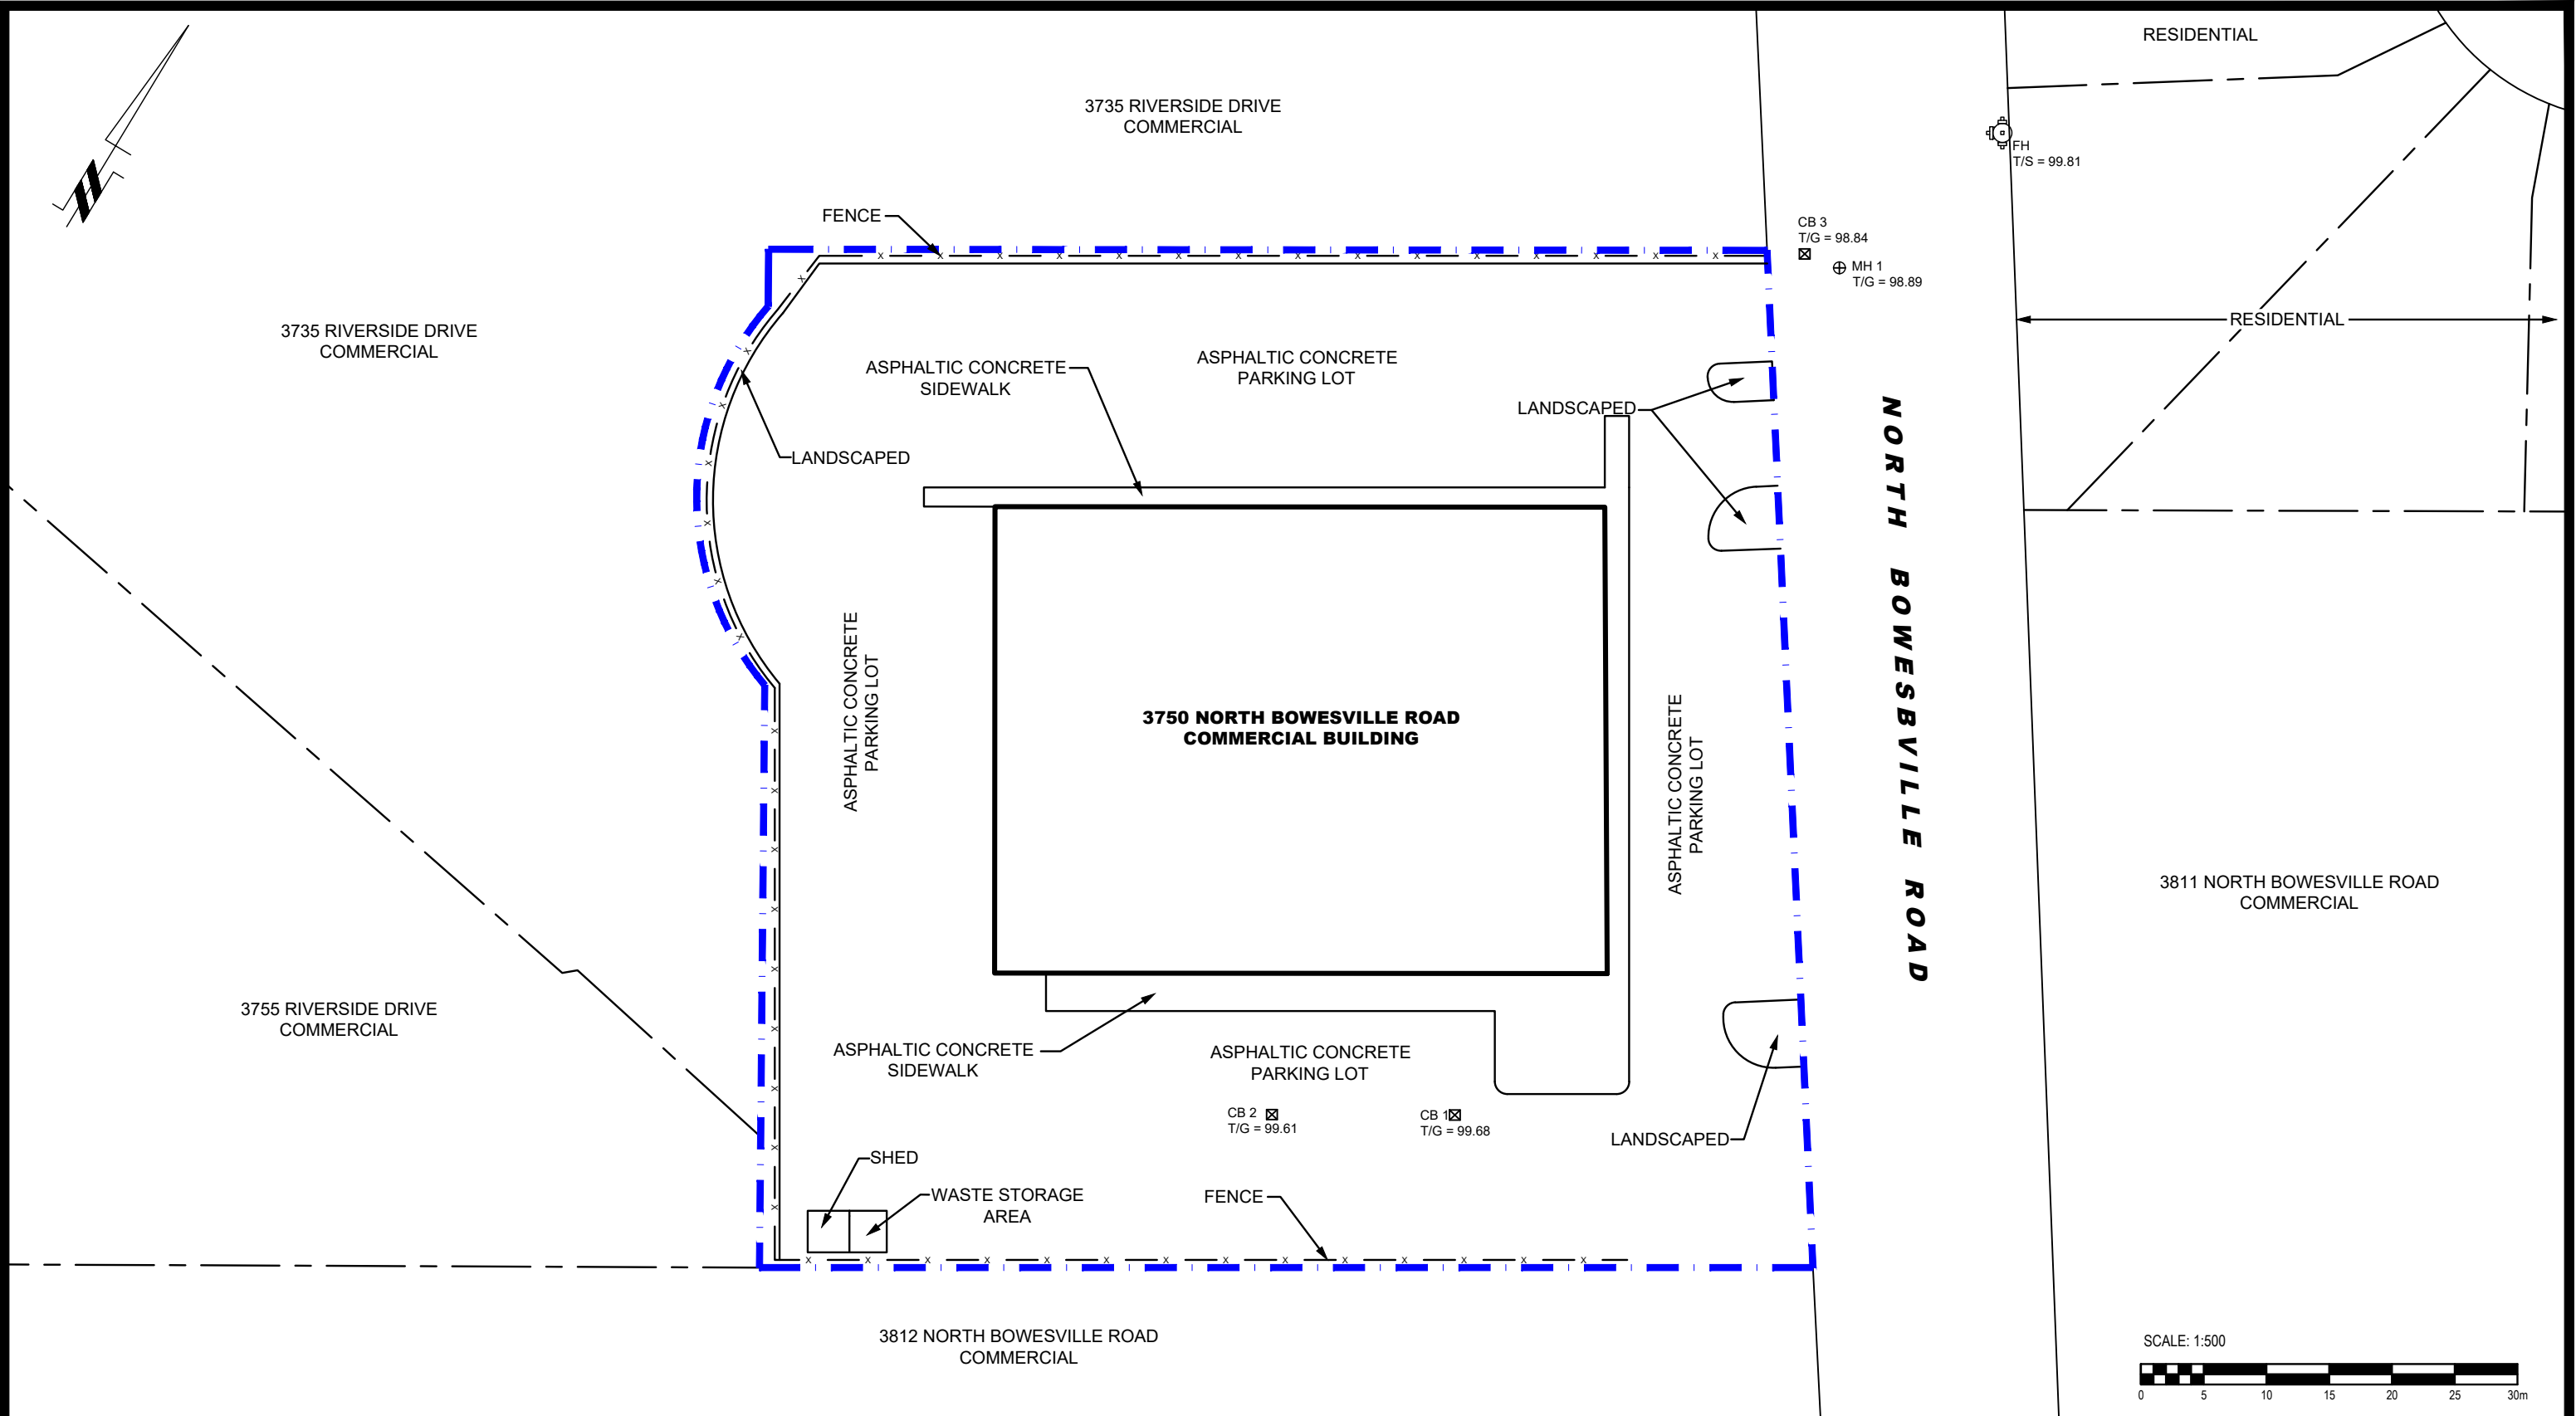 RESIDENTIAL
3735 RIVERSIDE DRIVE
COMMERCIAL
FH
T/S = 99.81
FENCE
CB 3
T/G = 98.84
MH 1
T/G = 98.89
3735 RIVERSIDE DRIVE
COMMERCIAL
RESIDENTIAL
ASPHALTIC CONCRETE
SIDEWALK
ASPHALTIC CONCRETE
PARKING LOT
LANDSCAPED
LANDSCAPED
NORTH BOWESBVILLE ROAD
ASPHALTIC CONCRETE
PARKING LOT
3750 NORTH BOWESVILLE ROAD
COMMERCIAL BUILDING
ASPHALTIC CONCRETE
PARKING LOT
3811 NORTH BOWESVILLE ROAD
COMMERCIAL
3755 RIVERSIDE DRIVE
COMMERCIAL
ASPHALTIC CONCRETE
SIDEWALK
ASPHALTIC CONCRETE
PARKING LOT
CB 2
T/G = 99.61
CB 1
T/G = 99.68
LANDSCAPED
SHED
WASTE STORAGE
AREA
FENCE
3812 NORTH BOWESVILLE ROAD
COMMERCIAL
SCALE: 1:500
0 5 10 15 20 25 30m
N